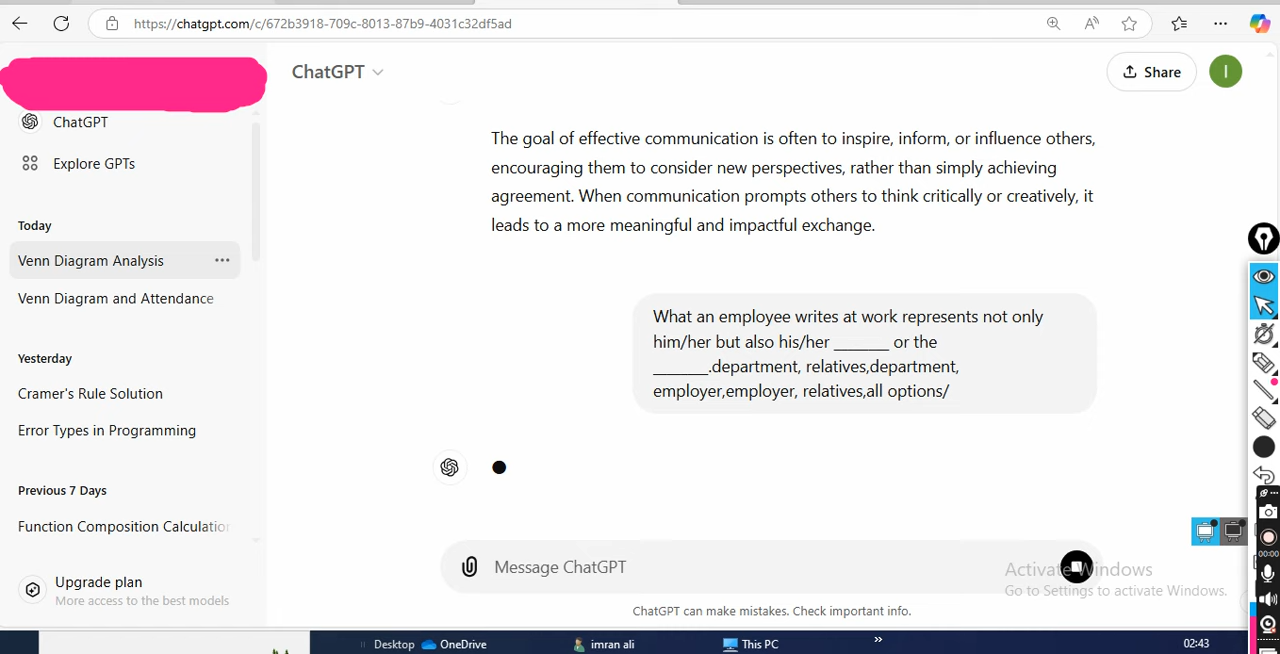 https://chatgpt.com/c/672b3918-709c-8013-87b9-4031c32df5ad
ChatGPT
Share
I
ChatGPT
Explore GPTs
Today
Venn Diagram Analysis
Venn Diagram and Attendance
Yesterday
Cramer's Rule Solution
Error Types in Programming
Previous 7 Days
Function Composition Calculation
Upgrade plan
More access to the best models
The goal of effective communication is often to inspire, inform, or influence others,
encouraging them to consider new perspectives, rather than simply achieving
agreement. When communication prompts others to think critically or creatively, it
leads to a more meaningful and impactful exchange.
What an employee writes at work represents not only
him/her but also his/her ________ or the
________.department, relatives,department,
employer,employer, relatives,all options/
Message ChatGPT
ChatGPT can make mistakes. Check important info.
Activate Windows
Go to Settings to activate Windows.
00:00
Desktop
OneDrive
imran ali
This PC
02:43